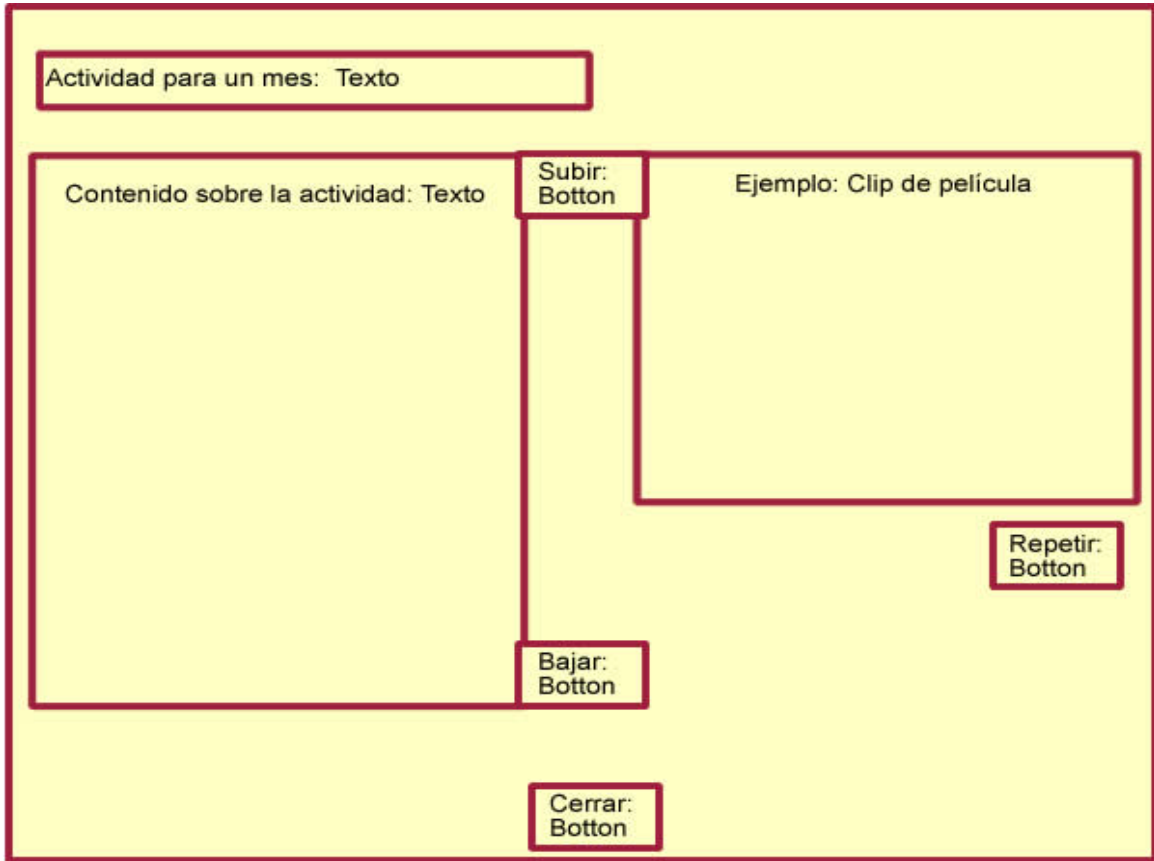 Actividad para un mes:  Texto
Contenido sobre la actividad: Texto
Subir:
Botton
Ejemplo: Clip de película
Repetir:
Botton
Bajar:
Botton
Cerrar:
Botton